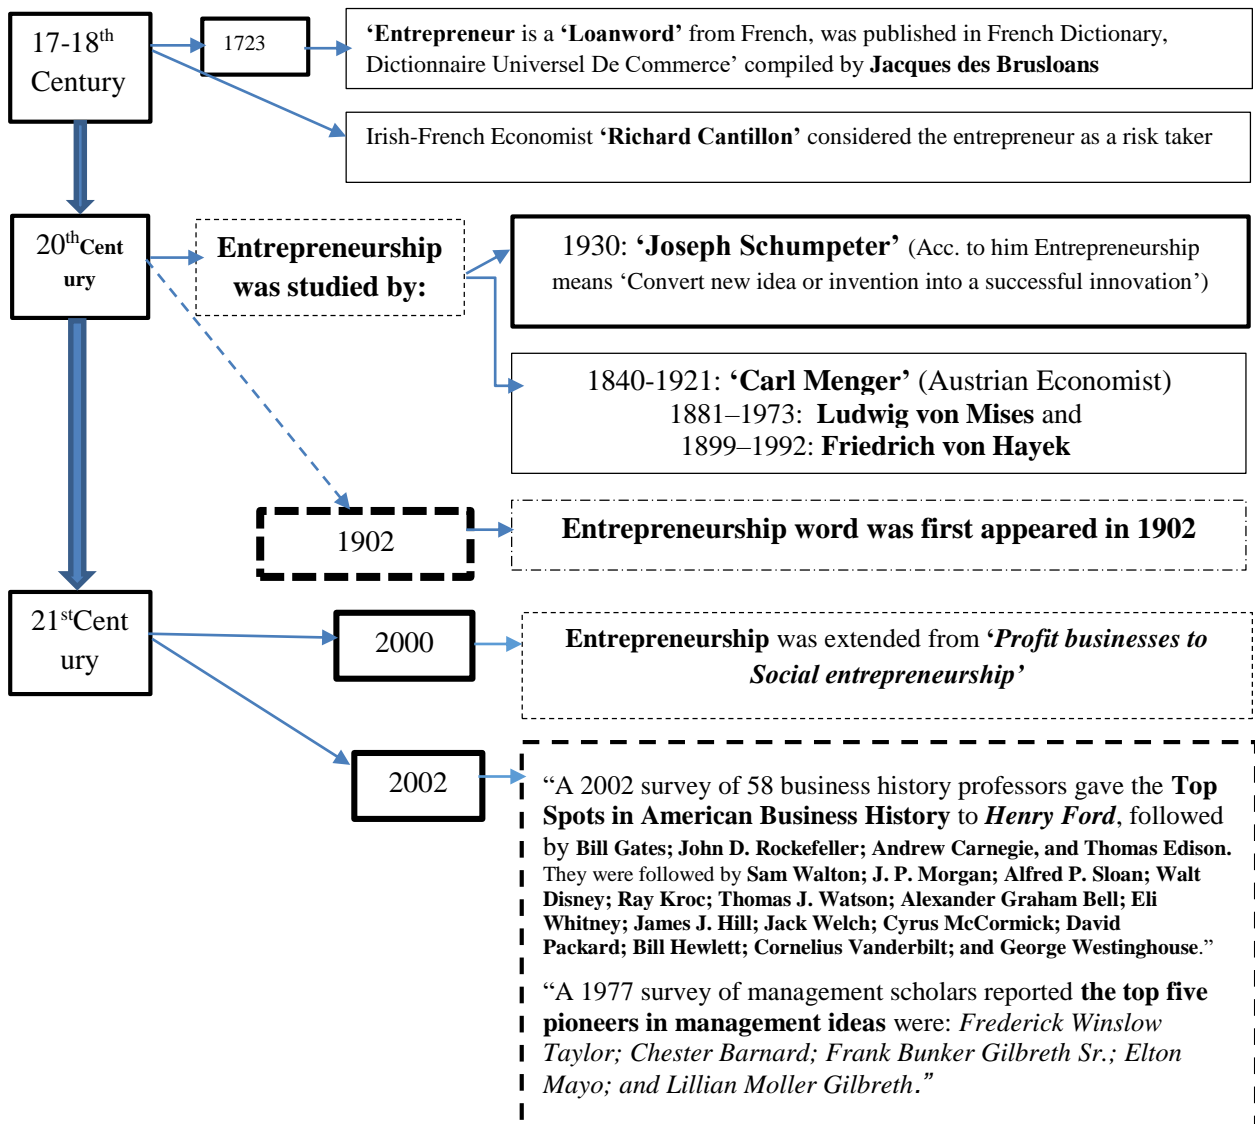 17-18th
Century
1723
‘Entrepreneur is a ‘Loanword’ from French, was published in French Dictionary,
Dictionnaire Universel De Commerce’ compiled by Jacques des Brusloans
Irish-French Economist ‘Richard Cantillon’ considered the entrepreneur as a risk taker
20thCent
ury
Entrepreneurship
was studied by:
1930: ‘Joseph Schumpeter’ (Acc. to him Entrepreneurship
means ‘Convert new idea or invention into a successful innovation’)
1840-1921: ‘Carl Menger’ (Austrian Economist)
1881–1973: Ludwig von Mises and
1899–1992: Friedrich von Hayek
1902
Entrepreneurship word was first appeared in 1902
21stCent
ury
2000
Entrepreneurship was extended from ‘Profit businesses to
Social entrepreneurship’
2002
“A 2002 survey of 58 business history professors gave the Top
Spots in American Business History to Henry Ford, followed
by Bill Gates; John D. Rockefeller; Andrew Carnegie, and Thomas Edison.
They were followed by Sam Walton; J. P. Morgan; Alfred P. Sloan; Walt
Disney; Ray Kroc; Thomas J. Watson; Alexander Graham Bell; Eli
Whitney; James J. Hill; Jack Welch; Cyrus McCormick; David
Packard; Bill Hewlett; Cornelius Vanderbilt; and George Westinghouse.”
“A 1977 survey of management scholars reported the top five
pioneers in management ideas were: Frederick Winslow
Taylor; Chester Barnard; Frank Bunker Gilbreth Sr.; Elton
Mayo; and Lillian Moller Gilbreth.”